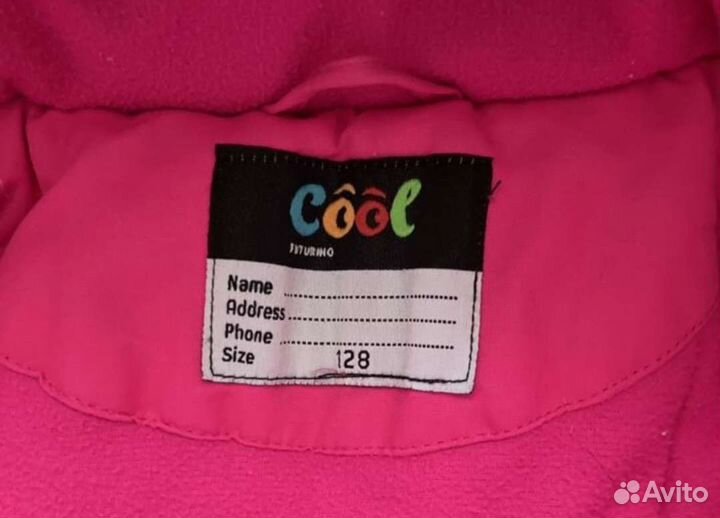 Côôl
FUTURINO
Name
Address
Phone
Size 128
Avito